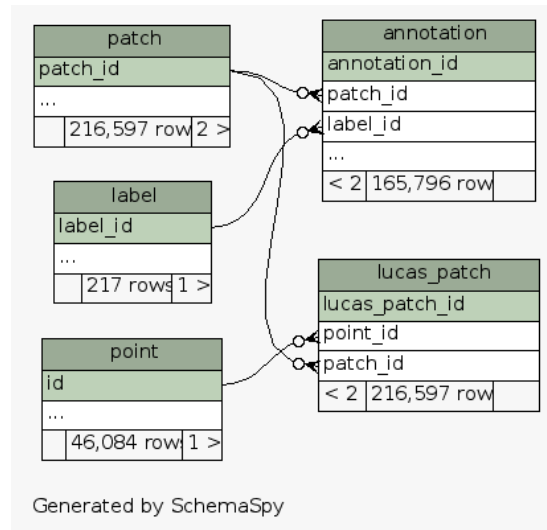 patch
patch_id
...
216,597 row 2 >
label
label_id
...
217 rows 1 >
point
id
...
46,084 rows 1 >
annotation
annotation_id
patch_id
label_id
...
< 2 165,796 row
lucas_patch
lucas_patch_id
point_id
patch_id
< 2 216,597 row
Generated by SchemaSpy